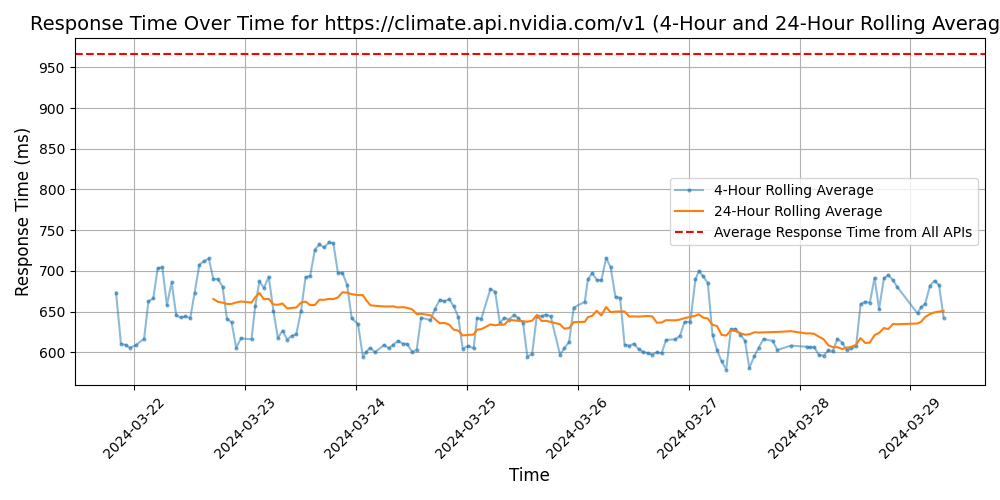 Response Time Over Time for https://climate.api.nvidia.com/v1 (4-Hour and 24-Hour Rolling Averag
Response Time (ms)
950
900
850
800
750
700
650
600
4-Hour Rolling Average
24-Hour Rolling Average
Average Response Time from All APIs
2024-03-22
2024-03-23
2024-03-24
2024-03-25
2024-03-26
2024-03-27
2024-03-28
2024-03-29
Time